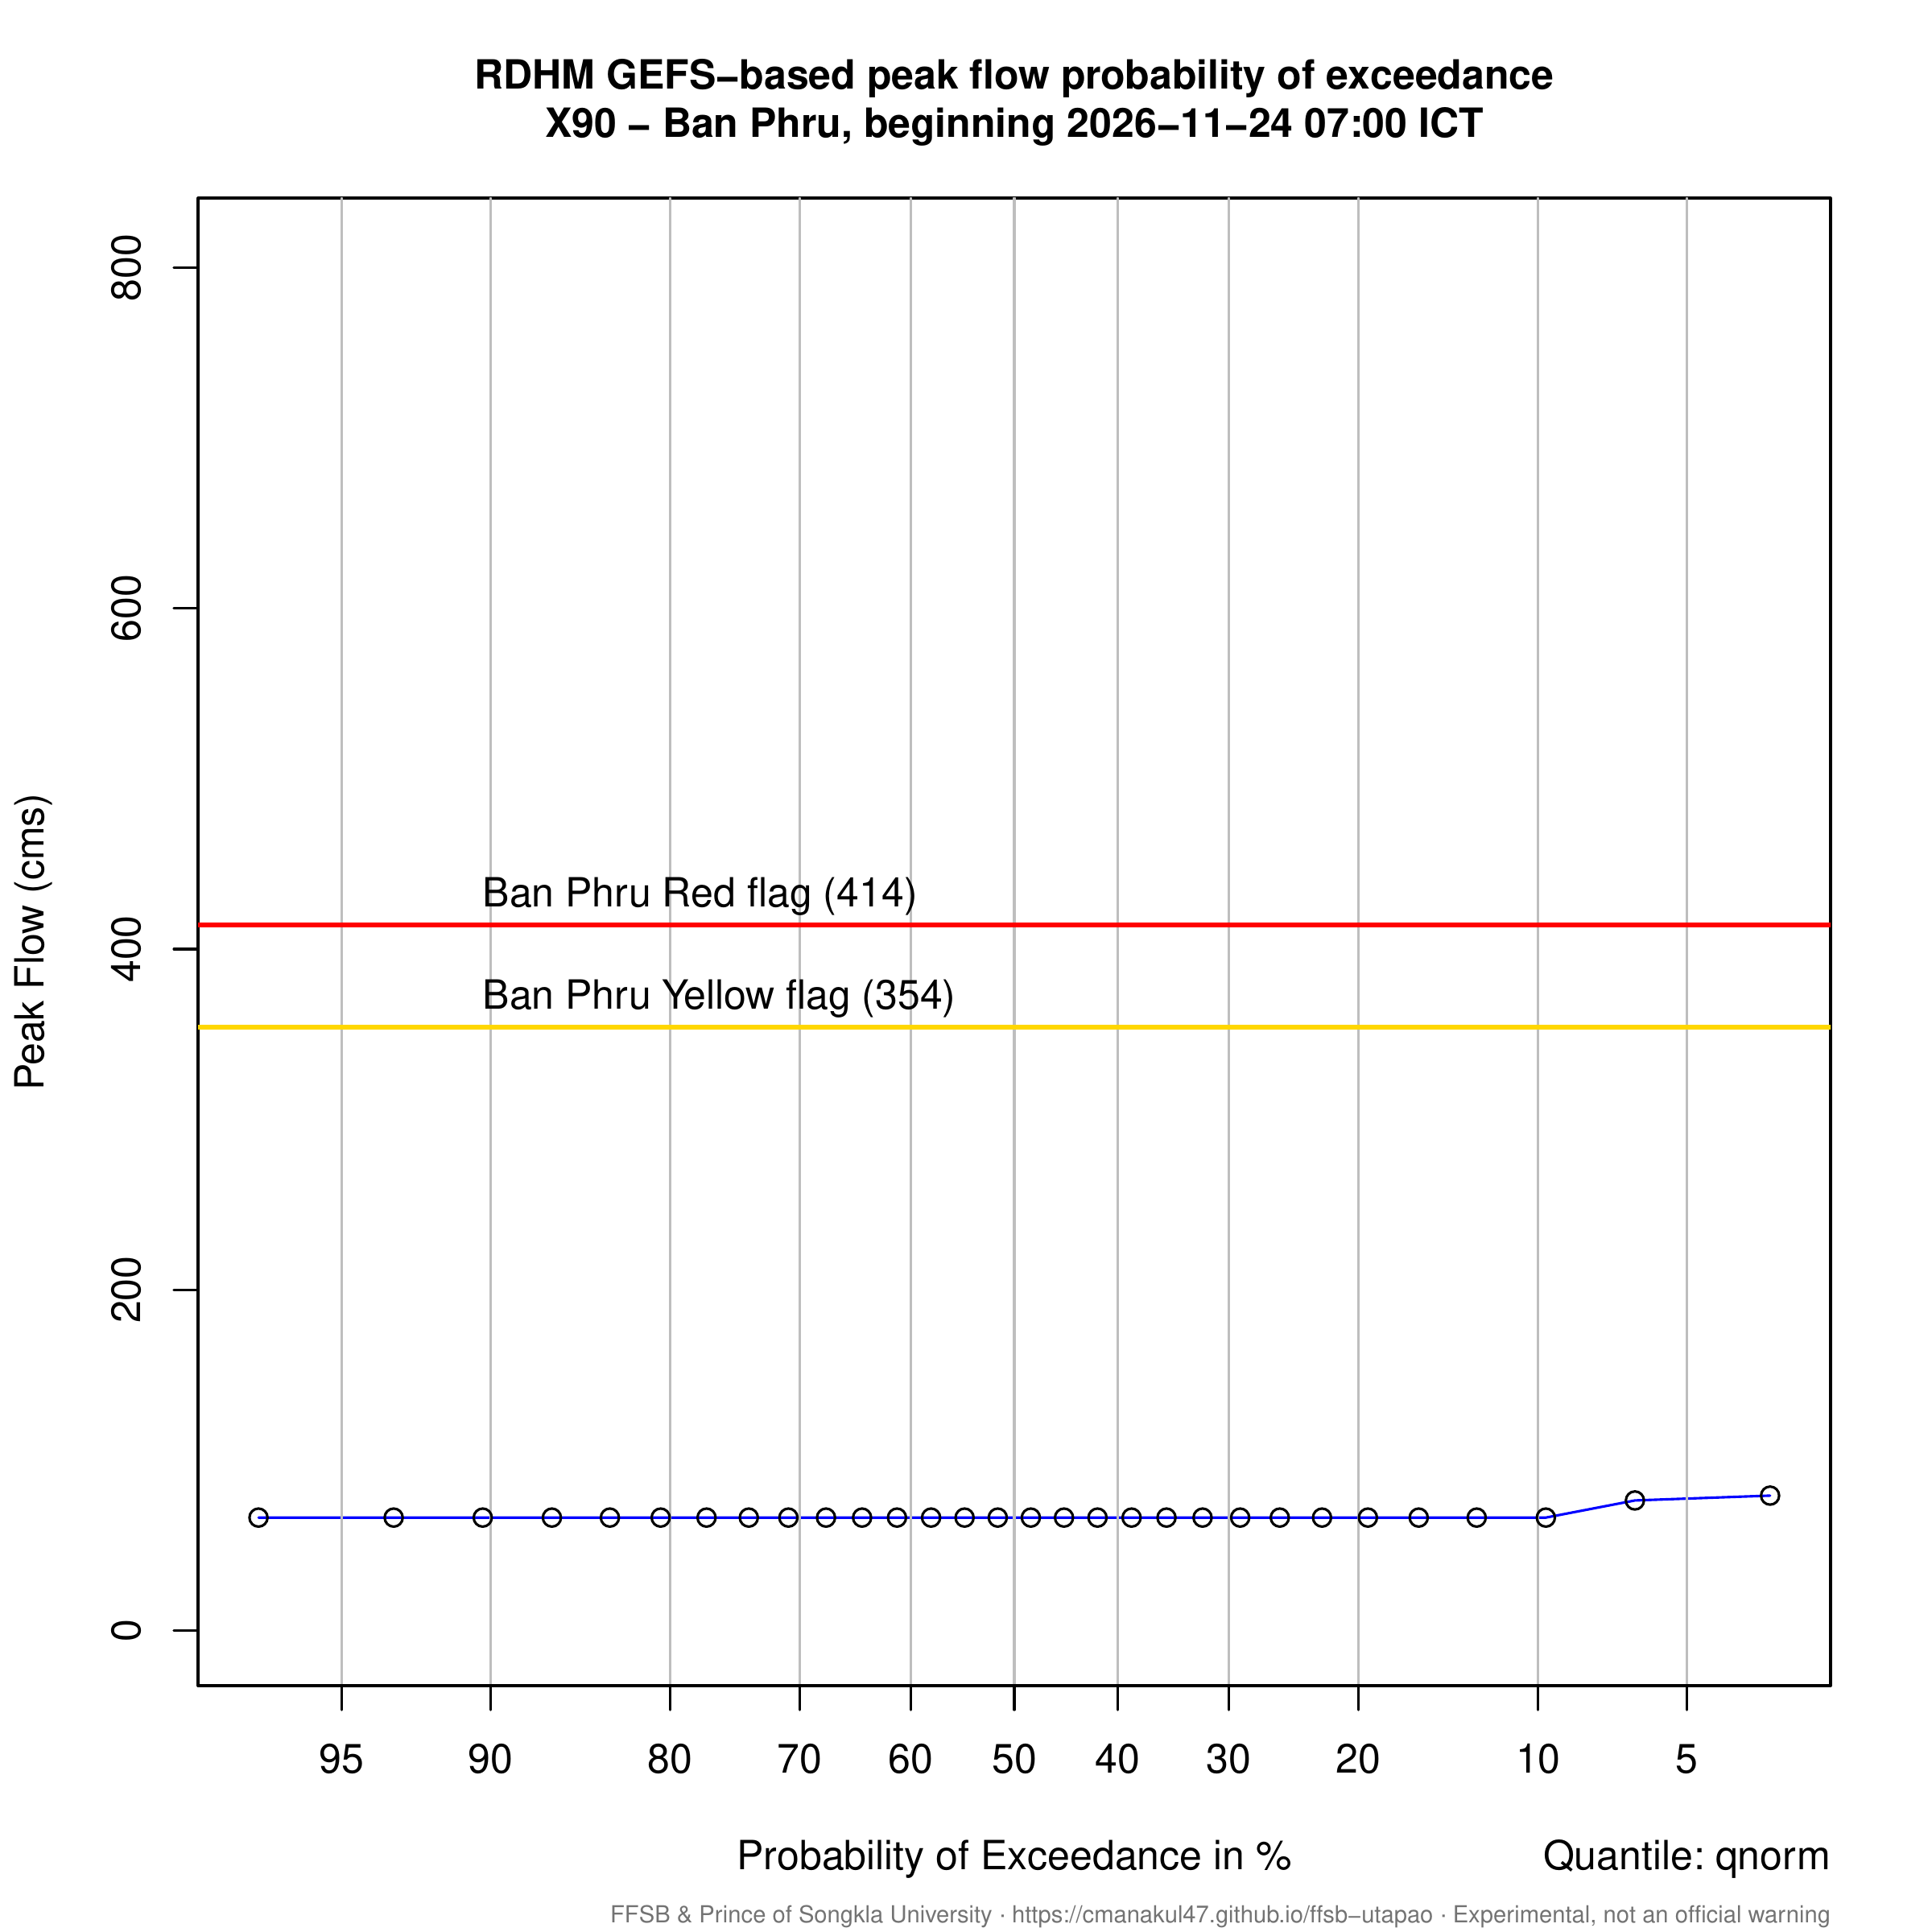 RDHM GEFS−based peak flow probability of exceedance
X90 − Ban Phru, beginning 2026−11−24 07:00 ICT
Peak Flow (cms)
800
600
400
200
0
Ban Phru Red flag (414)
Ban Phru Yellow flag (354)
95 90 80 70 60 50 40 30 20 10 5
Probability of Exceedance in % Quantile: qnorm
FFSB & Prince of Songkla University · https://cmanakul47.github.io/ffsb−utapao · Experimental, not an official warning